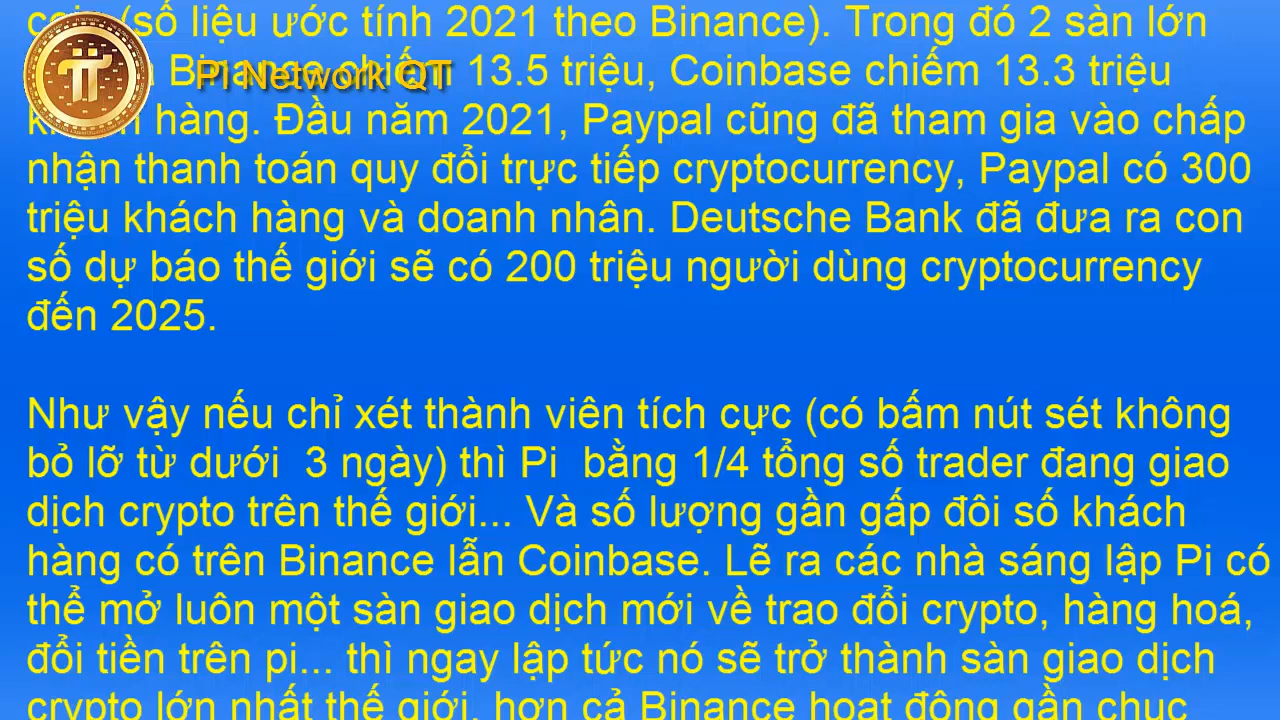 (số liệu ước tính 2021 theo Binance). Trong đó 2 sàn lớn
Binance chiếm 13.5 triệu, Coinbase chiếm 13.3 triệu
Pi Network QT
hàng. Đầu năm 2021, Paypal cũng đã tham gia vào chấp
nhận thanh toán quy đổi trực tiếp cryptocurrency, Paypal có 300
triệu khách hàng và doanh nhân. Deutsche Bank đã đưa ra con
số dự báo thế giới sẽ có 200 triệu người dùng cryptocurrency
đến 2025.
Như vậy nếu chỉ xét thành viên tích cực (có bấm nút sét không
bỏ lỡ từ dưới  3 ngày) thì Pi  bằng 1/4 tổng số trader đang giao
dịch crypto trên thế giới... Và số lượng gần gấp đôi số khách
hàng có trên Binance lẫn Coinbase. Lẽ ra các nhà sáng lập Pi có
thể mở luôn một sàn giao dịch mới về trao đổi crypto, hàng hoá,
đổi tiền trên pi... thì ngay lập tức nó sẽ trở thành sàn giao dịch
crypto lớn nhất thế giới, hơn cả Binance hoạt động gần chục